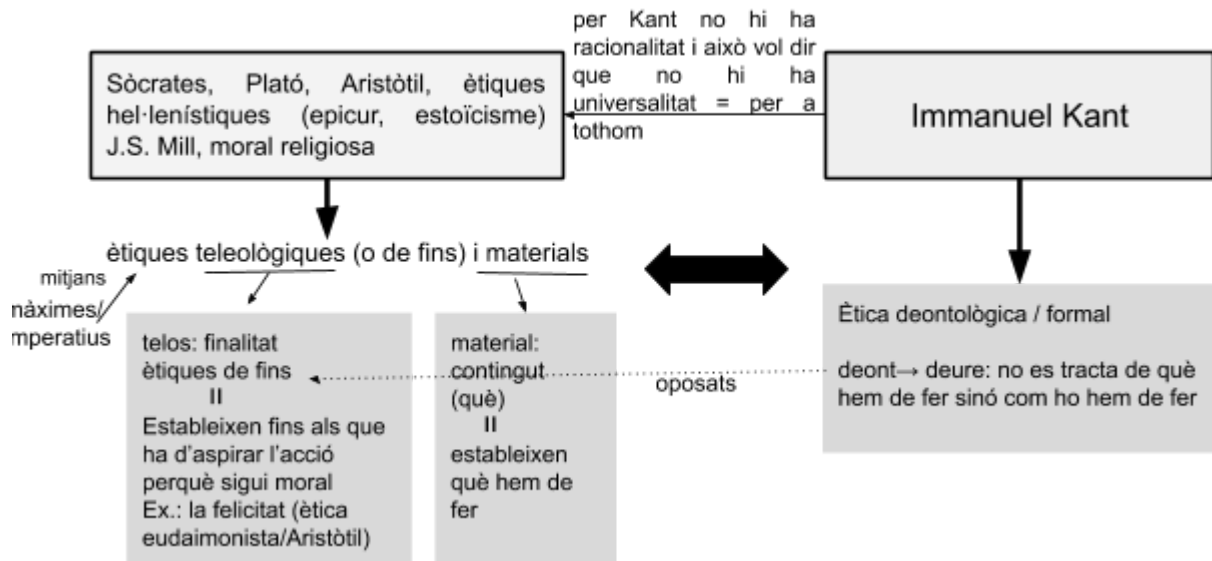 per Kant no hi ha
racionalitat i això vol dir
que no hi ha
universalitat = per a
tothom
Sòcrates, Plató, Aristòtil, ètiques
hel·lenístiques (epicur, estoïcisme)
J.S. Mill, moral religiosa
Immanuel Kant
ètiques teleològiques (o de fins) i materials
mitjans
nàximes/
mperatius
telos: finalitat
ètiques de fins
=
Estableixen fins als que
ha d'aspirar l'acció
perquè sigui moral
Ex.: la felicitat (ètica
eudaimonista/Aristòtil)
material:
contingut
(què)
=
estableixen
què hem de
fer
oposats
Ètica deontològica / formal
deont→ deure: no es tracta de què
hem de fer sinó com ho hem de fer